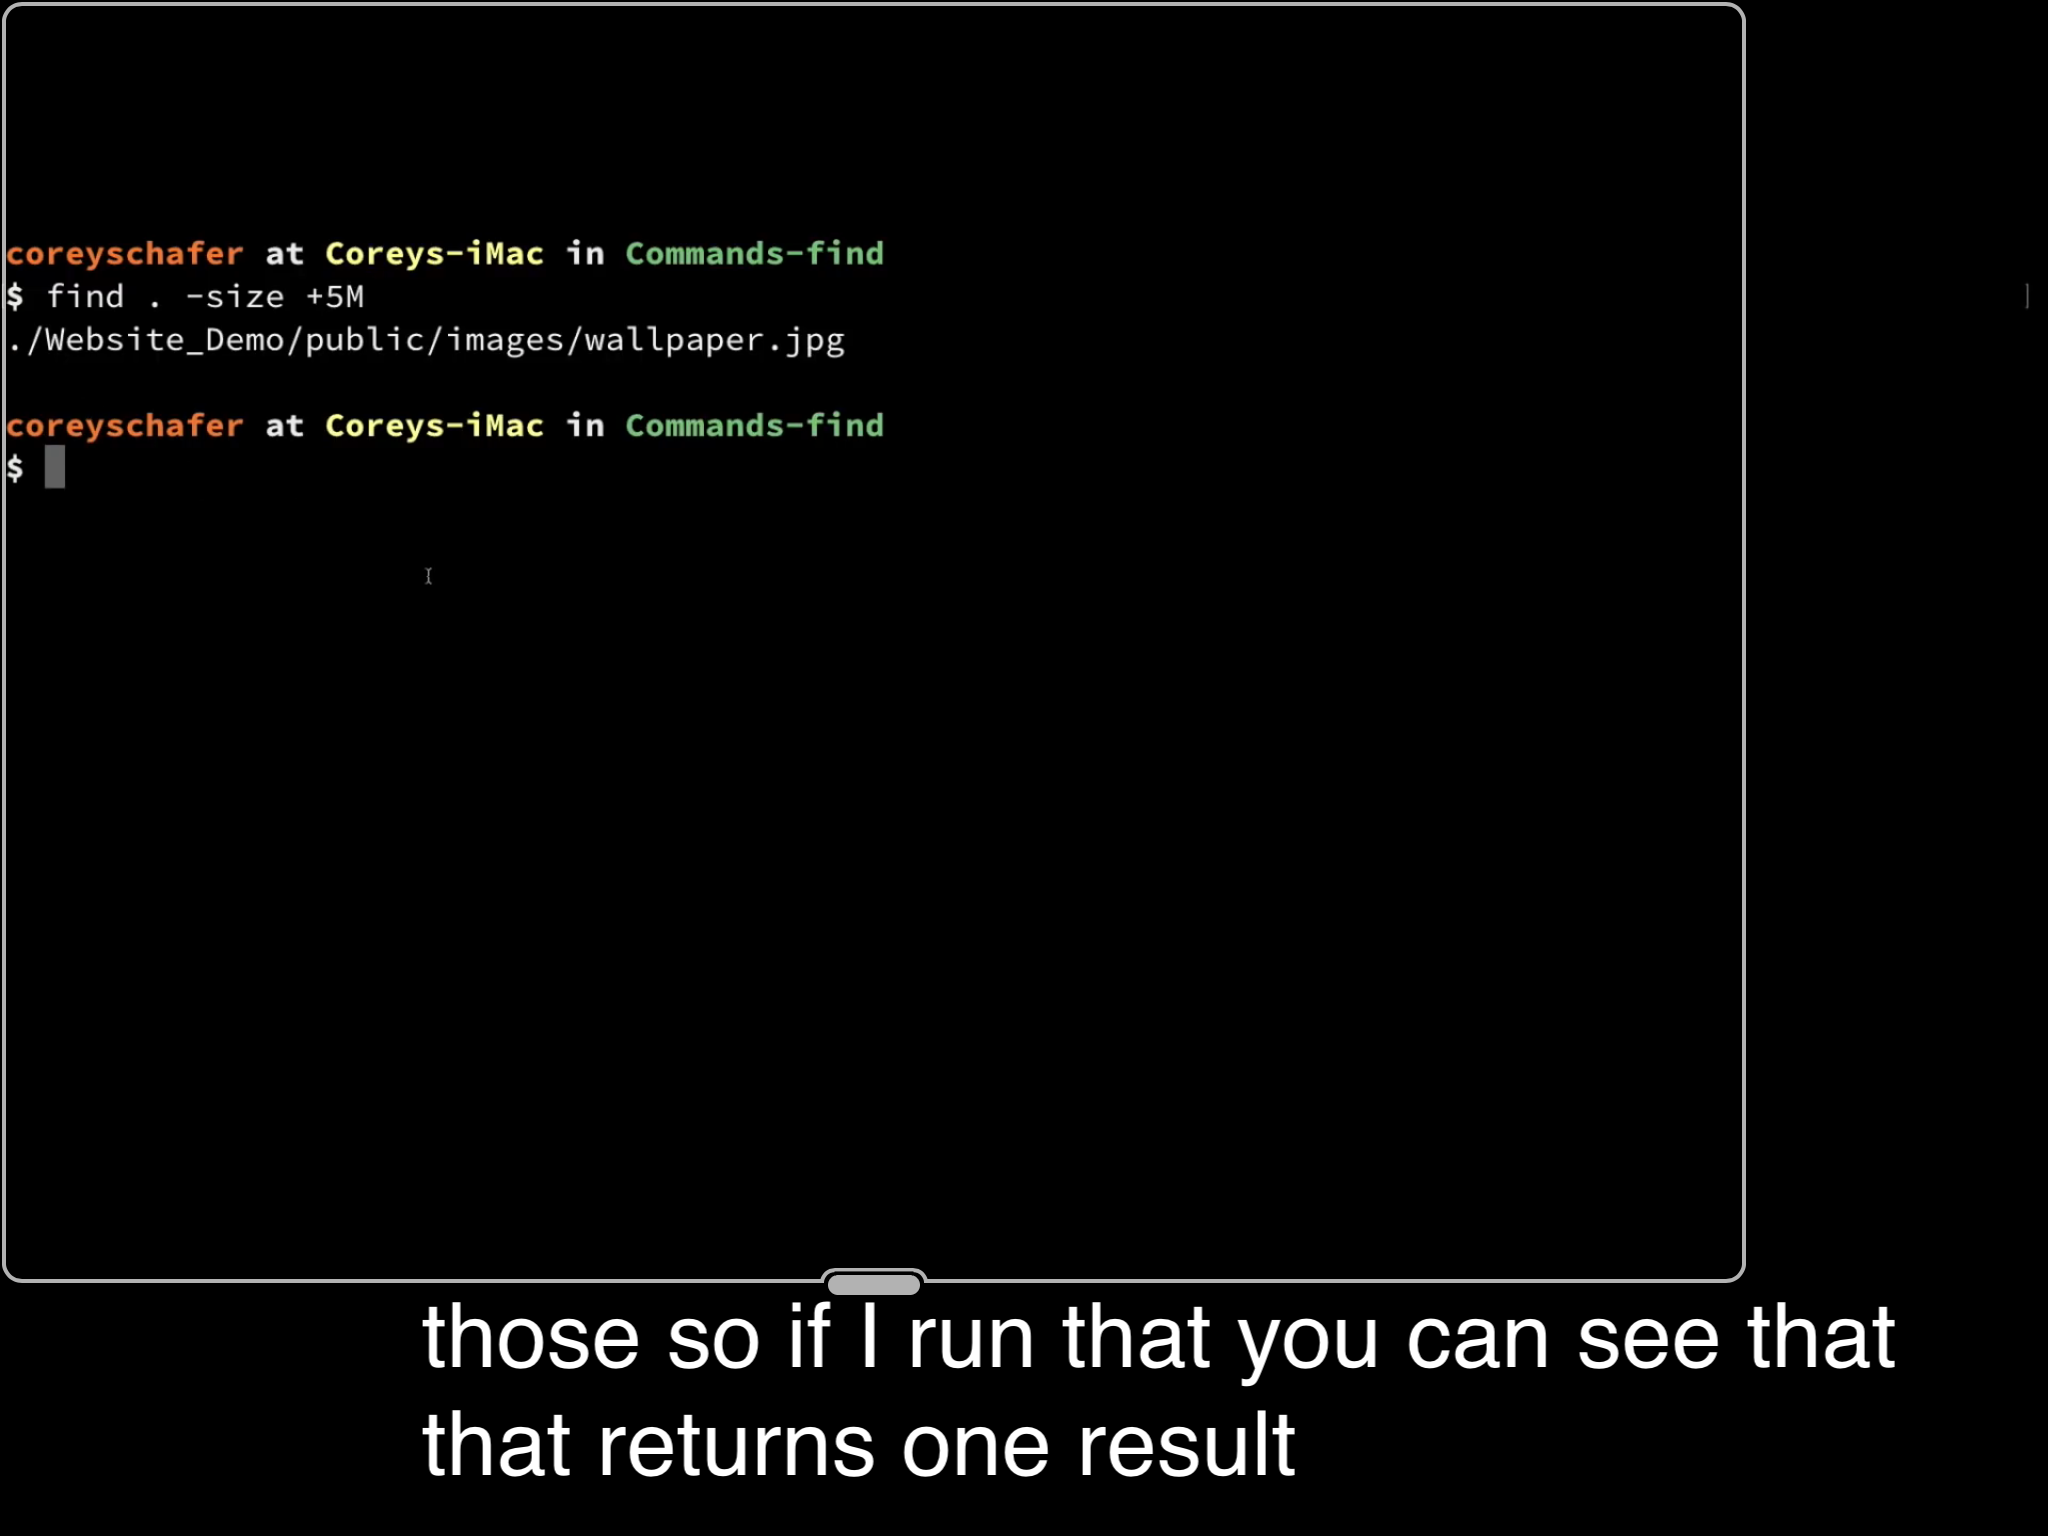 coreyschafer at Coreys-iMac in Commands-find
$ find . -size +5M
./Website_Demo/public/images/wallpaper.jpg
coreyschafer at Coreys-iMac in Commands-find
$
those so if I run that you can see that
that returns one result